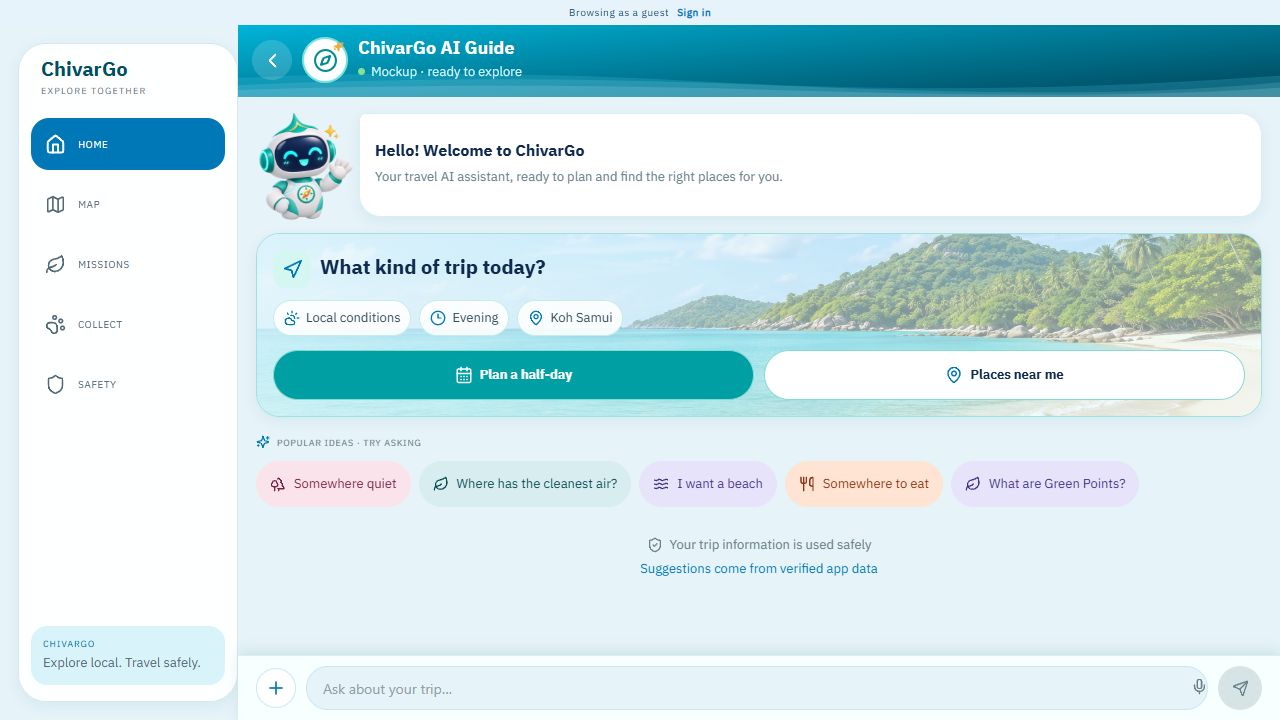 Browsing as a guest Sign in
ChivarGo
EXPLORE TOGETHER
HOME
MAP
MISSIONS
COLLECT
SAFETY
CHIVARGO
Explore local. Travel safely.
ChivarGo AI Guide
Mockup · ready to explore
Hello! Welcome to ChivarGo
Your travel AI assistant, ready to plan and find the right places for you.
What kind of trip today?
Local conditions Evening Koh Samui
Plan a half-day Places near me
POPULAR IDEAS · TRY ASKING
Somewhere quiet Where has the cleanest air? I want a beach Somewhere to eat What are Green Points?
Your trip information is used safely
Suggestions come from verified app data
Ask about your trip...